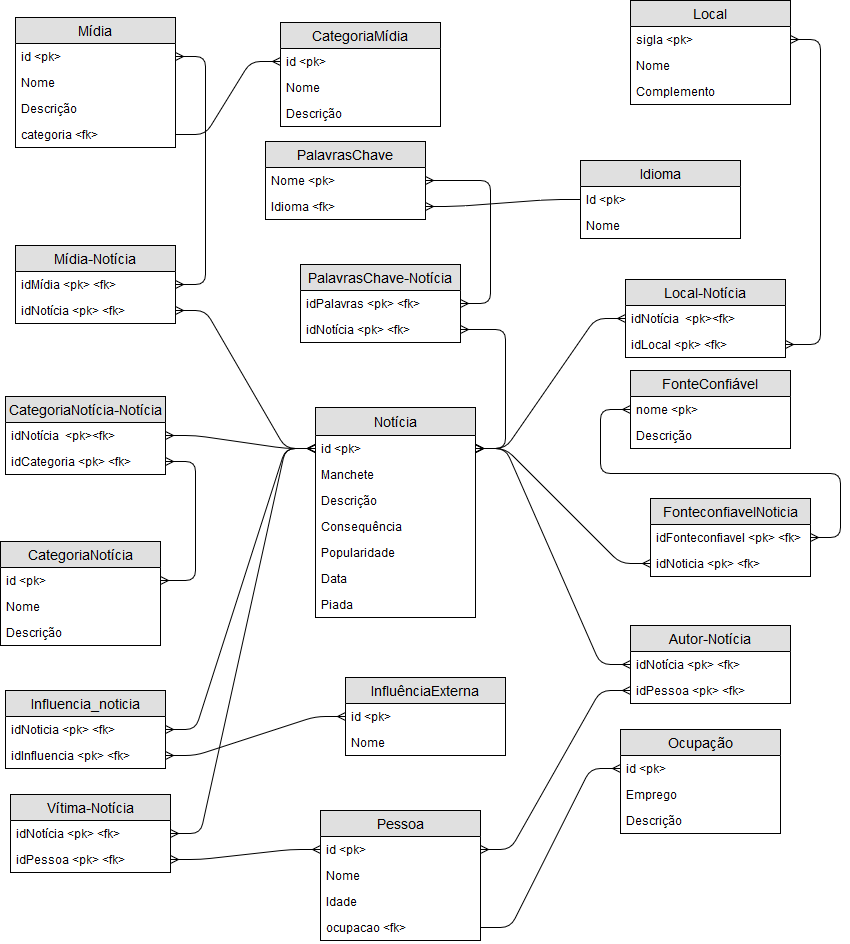 Mídia
id <pk>
Nome
Descrição
categoria <fk>
CategoriaMídia
id <pk>
Nome
Descrição
Local
sigla <pk>
Nome
Complemento
PalavrasChave
Nome <pk>
Idioma <fk>
Idioma
Id <pk>
Nome
Mídia-Notícia
idMídia <pk> <fk>
idNotícia <pk> <fk>
PalavrasChave-Notícia
idPalavras <pk> <fk>
idNotícia <pk> <fk>
Local-Notícia
idNotícia <pk><fk>
idLocal <pk> <fk>
FonteConfiável
nome <pk>
Descrição
CategoriaNotícia-Notícia
idNotícia <pk><fk>
idCategoria <pk> <fk>
Notícia
id <pk>
Manchete
Descrição
Consequência
Popularidade
Data
Piada
FonteconfiavelNoticia
idFonteconfiavel <pk> <fk>
idNoticia <pk> <fk>
CategoriaNotícia
id <pk>
Nome
Descrição
Autor-Notícia
idNotícia <pk> <fk>
idPessoa <pk> <fk>
Influencia_noticia
idNoticia <pk> <fk>
idInfluencia <pk> <fk>
InfluênciaExterna
id <pk>
Nome
Ocupação
id <pk>
Emprego
Descrição
Vítima-Notícia
idNotícia <pk> <fk>
idPessoa <pk> <fk>
Pessoa
id <pk>
Nome
Idade
ocupacao <fk>